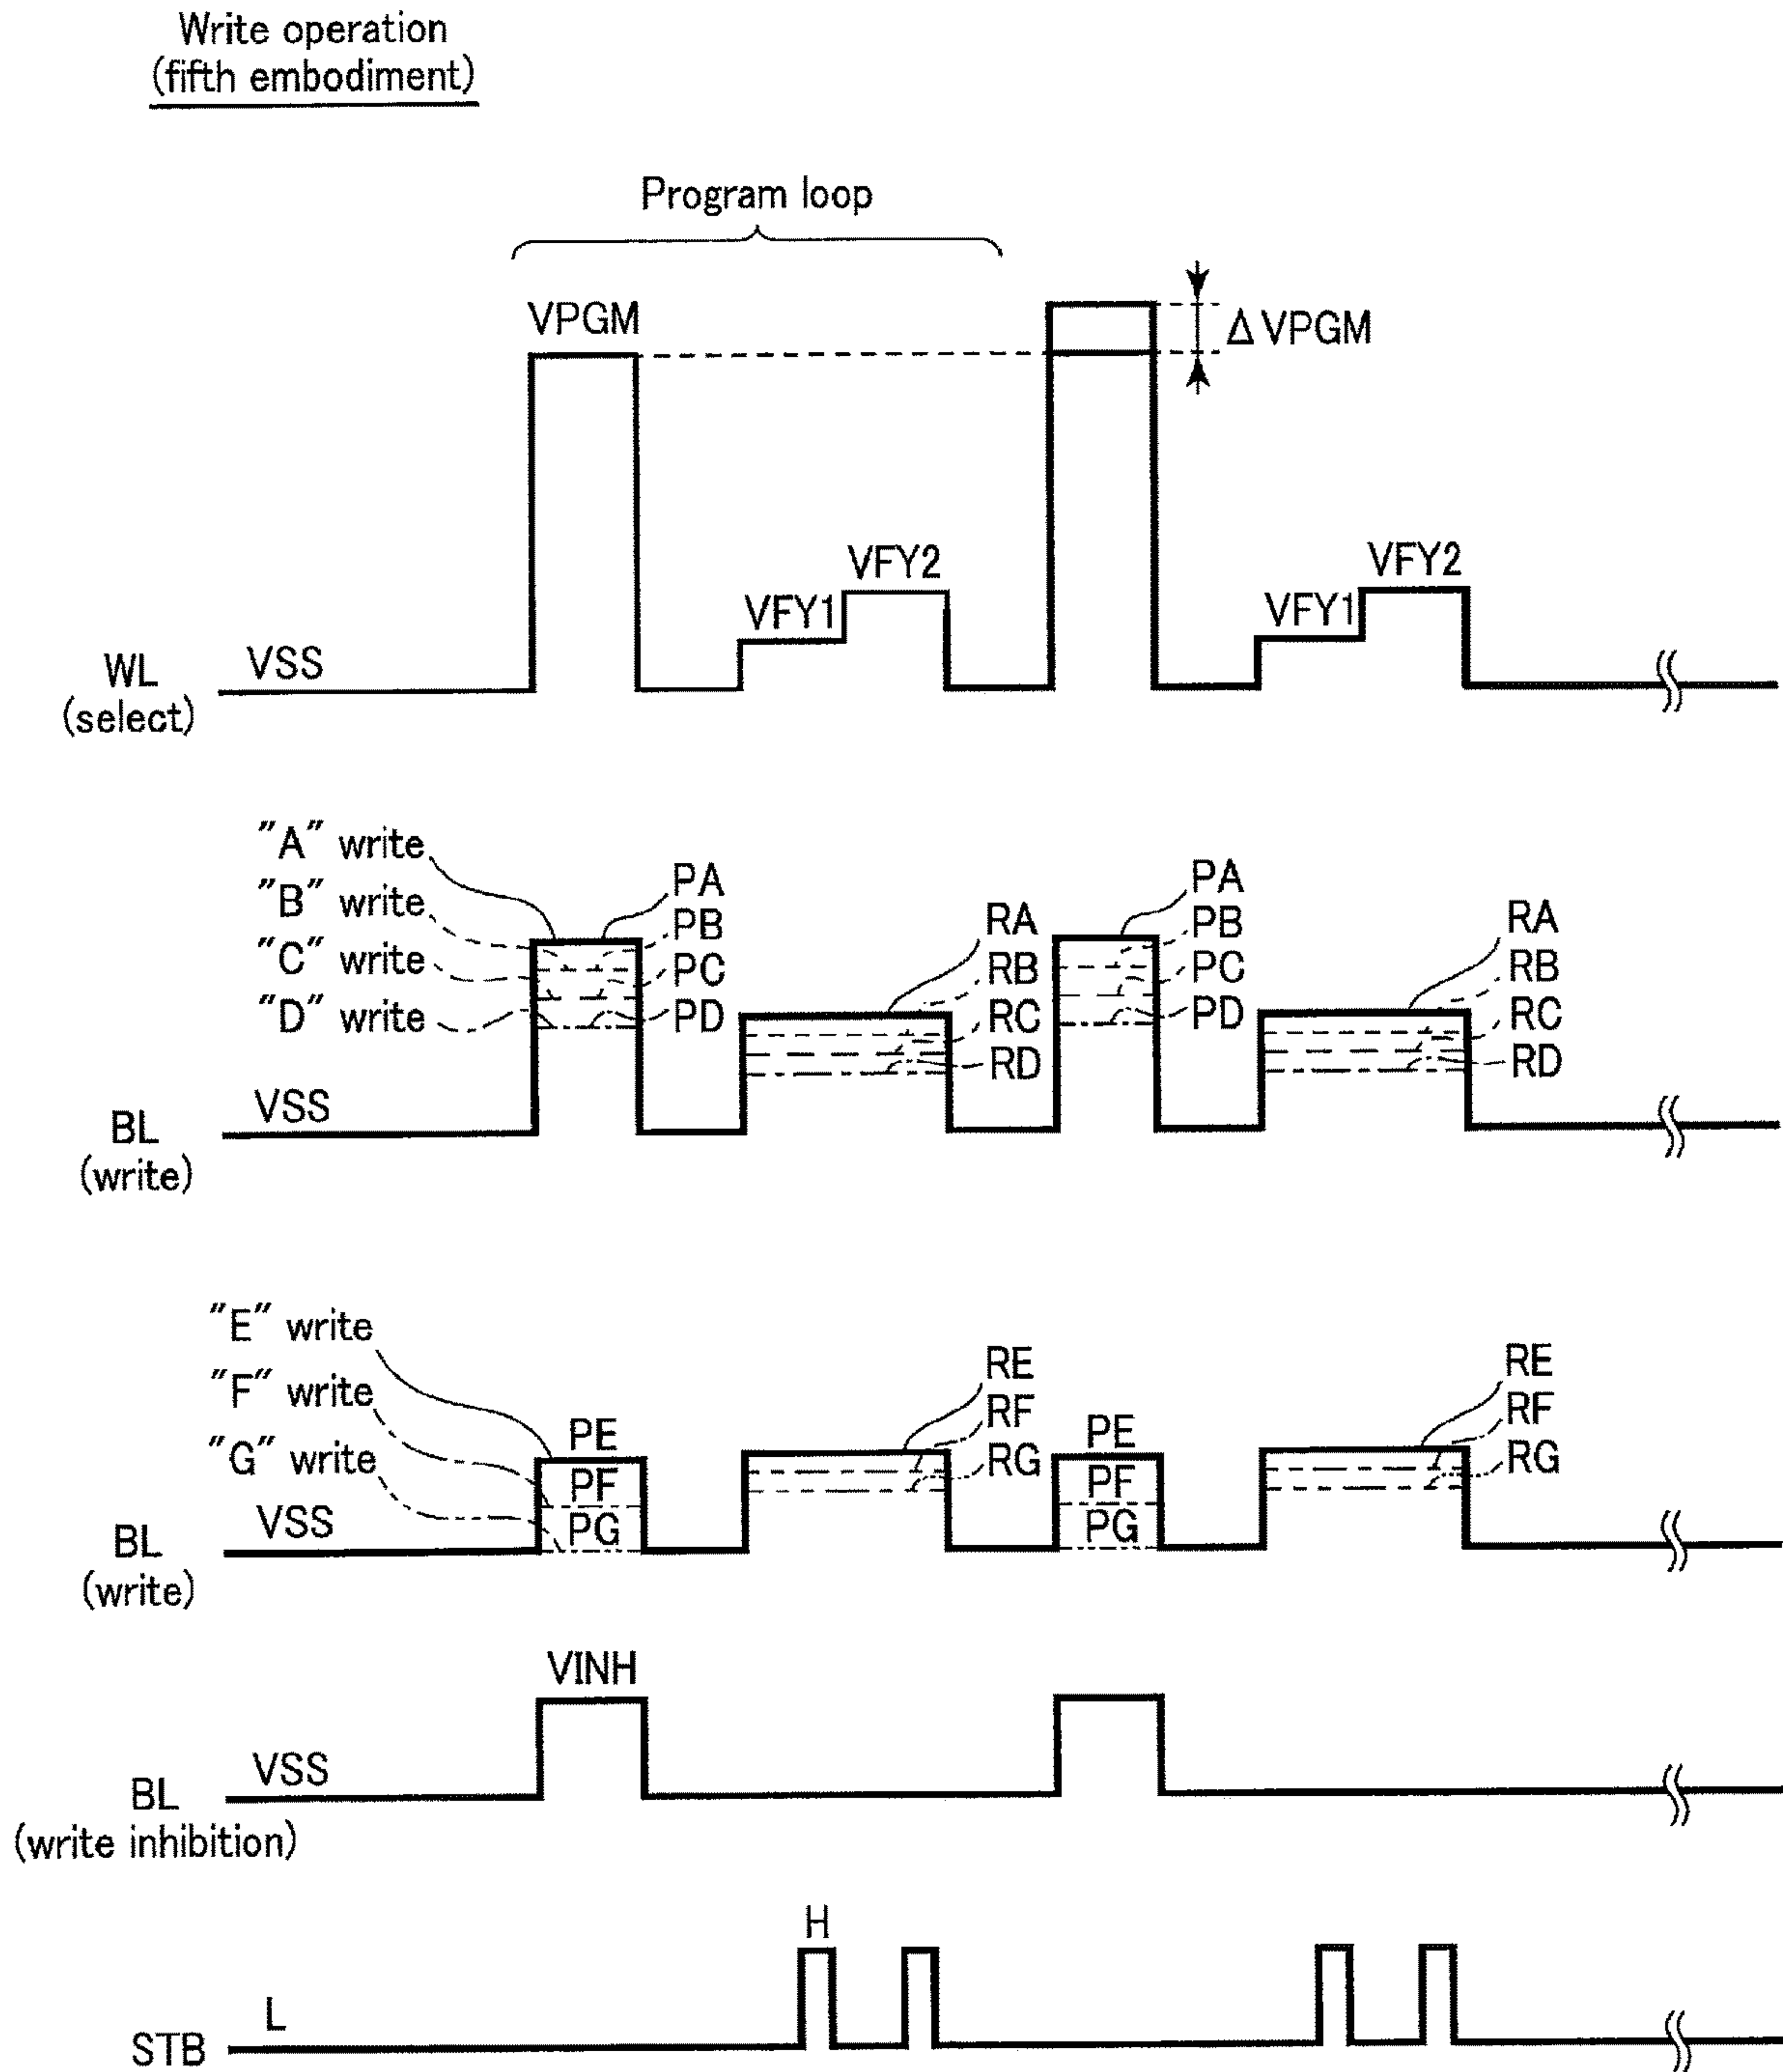 Write operation
(fifth embodiment)
Program loop
VPGM
Δ VPGM
VFY1
VFY2
VFY1
VFY2
WL
(select)
VSS
"A" write
"B" write
"C" write
"D" write
PA
PB
PC
PD
RA
RB
RC
RD
PA
PB
PC
PD
RA
RB
RC
RD
VSS
BL
(write)
"E" write
"F" write
"G" write
PE
PF
PG
RE
RF
RG
PE
PF
PG
RE
RF
RG
VSS
BL
(write)
VINH
VSS
BL
(write inhibition)
H
L
STB